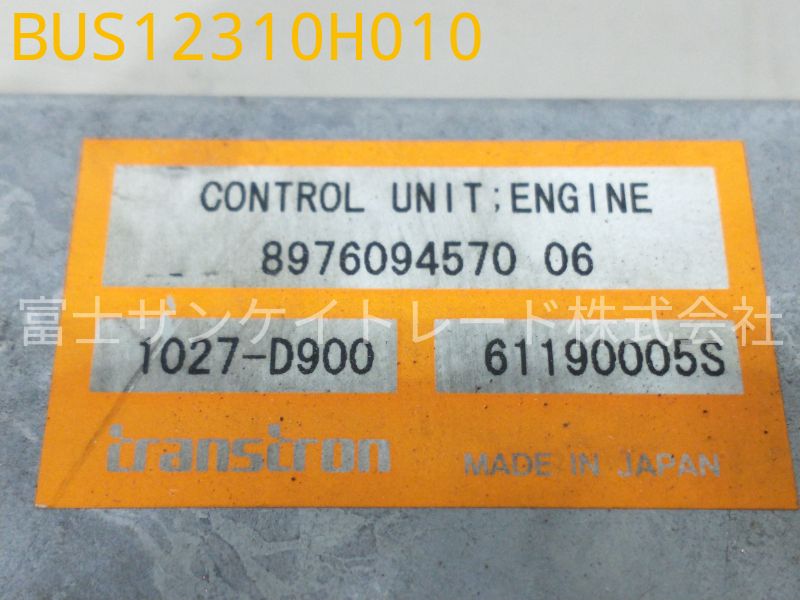 BUS12310H010
CONTROL UNIT;ENGINE
8976094570 06
富士サンケイトレード株式会社
1027-D900
61190005S
transtron
MADE IN JAPAN